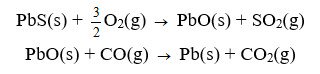 PbS(s) + 3/2 O₂(g) → PbO(s) + SO₂(g)
PbO(s) + CO(g) → Pb(s) + CO₂(g)